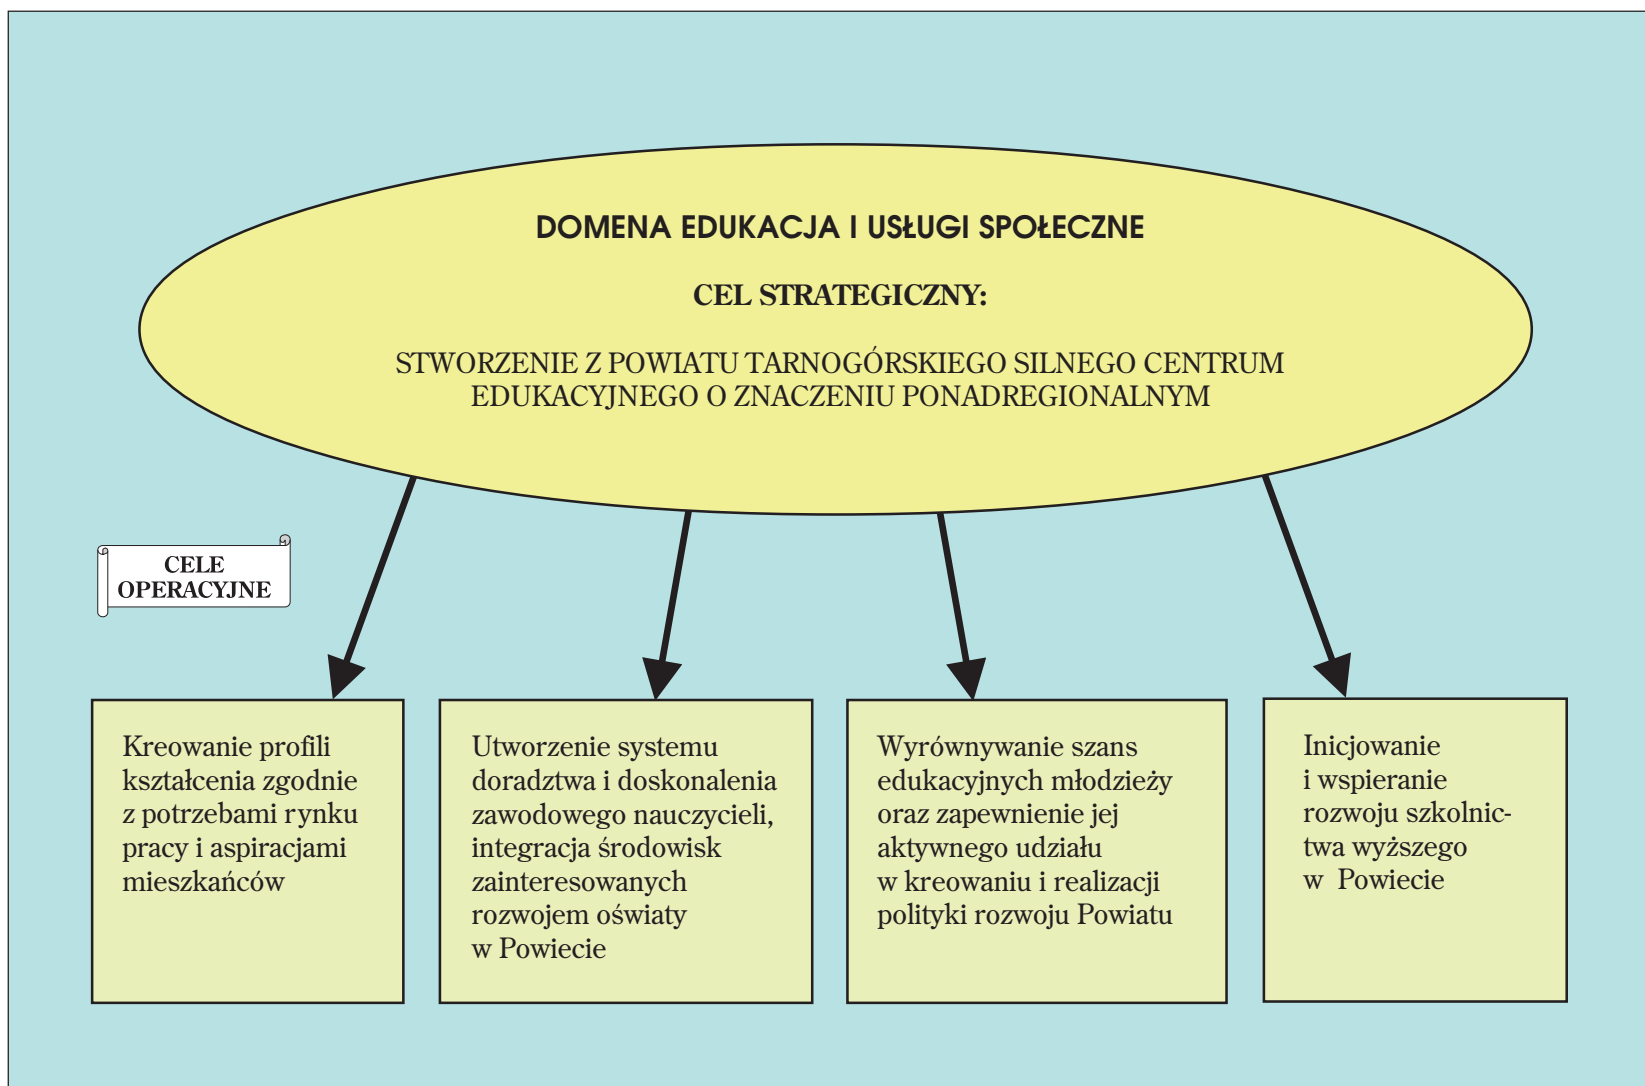 DOMENA EDUKACJA I USŁUGI SPOŁECZNE
CEL STRATEGICZNY:
STWORZENIE Z POWIATU TARNOGÓRSKIEGO SILNEGO CENTRUM
EDUKACYJNEGO O ZNACZENIU PONADREGIONALNYM
CELE
OPERACYJNE
Kreowanie profili
kształcenia zgodnie
z potrzebami rynku
pracy i aspiracjami
mieszkańców
Utworzenie systemu
doradztwa i doskonalenia
zawodowego nauczycieli,
integracja środowisk
zainteresowanych
rozwojem oświaty
w Powiecie
Wyrównywanie szans
edukacyjnych młodzieży
oraz zapewnienie jej
aktywnego udziału
w kreowaniu i realizacji
polityki rozwoju Powiatu
Inicjowanie
i wspieranie
rozwoju szkolnic-
twa wyższego
w Powiecie